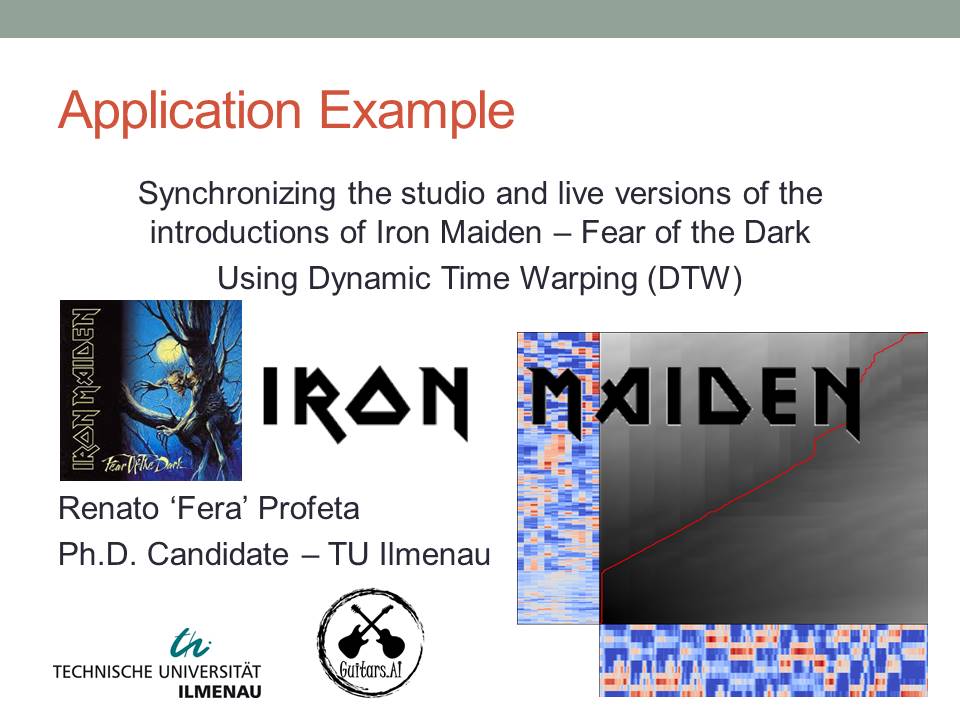 Application Example
Synchronizing the studio and live versions of the
introductions of Iron Maiden – Fear of the Dark
Using Dynamic Time Warping (DTW)
IRON MAIDEN
Fear Of The Dark
IRON MAIDEN
Renato ‘Fera’ Profeta
Ph.D. Candidate – TU Ilmenau
th
TECHNISCHE UNIVERSITÄT
ILMENAU
Guitars.AI